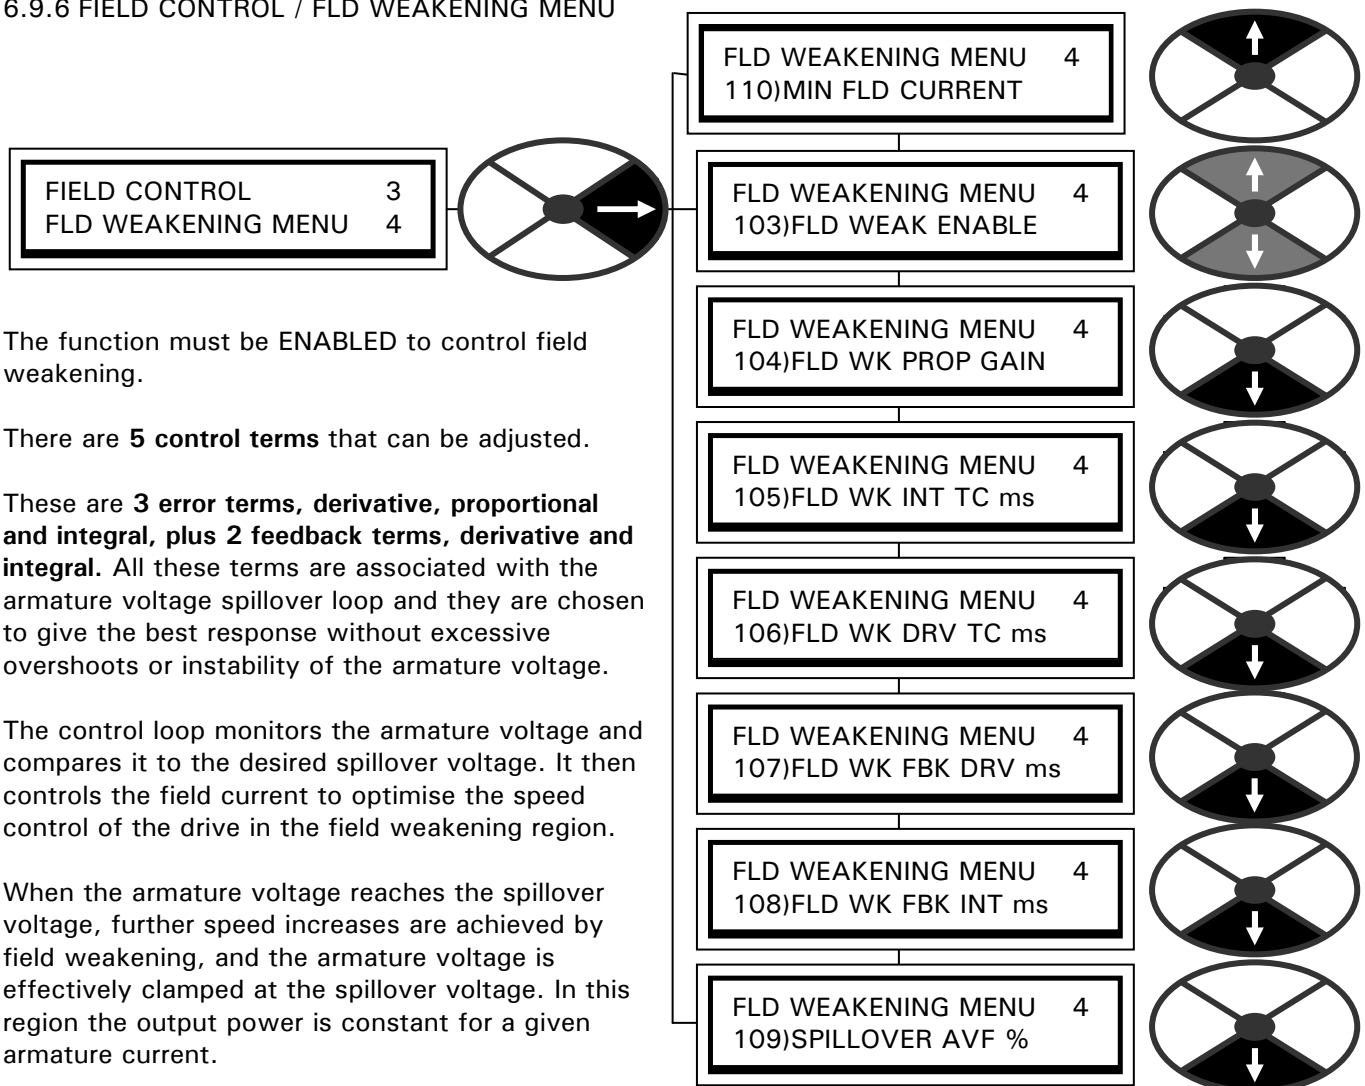 6.9.6 FIELD CONTROL / FLD WEAKENING MENU
FIELD CONTROL 3
FLD WEAKENING MENU 4
The function must be ENABLED to control field
weakening.
There are 5 control terms that can be adjusted.
These are 3 error terms, derivative, proportional
and integral, plus 2 feedback terms, derivative and
integral. All these terms are associated with the
armature voltage spillover loop and they are chosen
to give the best response without excessive
overshoots or instability of the armature voltage.
The control loop monitors the armature voltage and
compares it to the desired spillover voltage. It then
controls the field current to optimise the speed
control of the drive in the field weakening region.
When the armature voltage reaches the spillover
voltage, further speed increases are achieved by
field weakening, and the armature voltage is
effectively clamped at the spillover voltage. In this
region the output power is constant for a given
armature current.
FLD WEAKENING MENU 4
110)MIN FLD CURRENT
FLD WEAKENING MENU 4
103)FLD WEAK ENABLE
FLD WEAKENING MENU 4
104)FLD WK PROP GAIN
FLD WEAKENING MENU 4
105)FLD WK INT TC ms
FLD WEAKENING MENU 4
106)FLD WK DRV TC ms
FLD WEAKENING MENU 4
107)FLD WK FBK DRV ms
FLD WEAKENING MENU 4
108)FLD WK FBK INT ms
FLD WEAKENING MENU 4
109)SPILLOVER AVF %